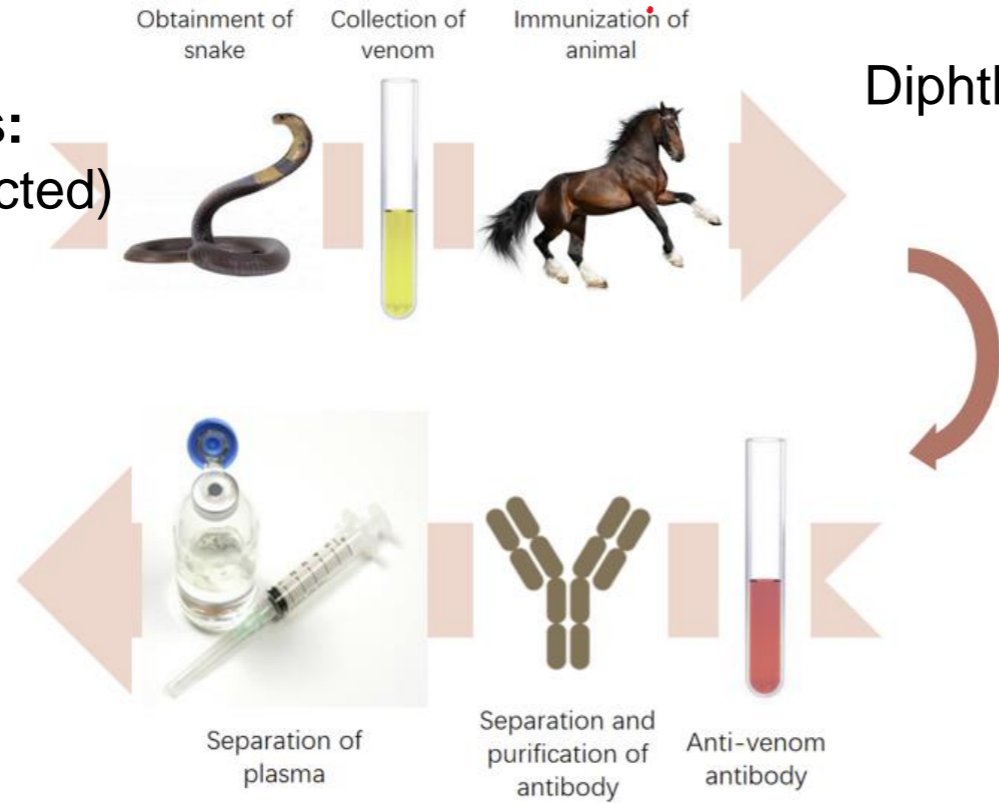 Obtainment of
snake
Collection of
venom
Immunization of
animal
Diphtl
s:
cted)
Separation of
plasma
Separation and
purification of
antibody
Anti-venom
antibody